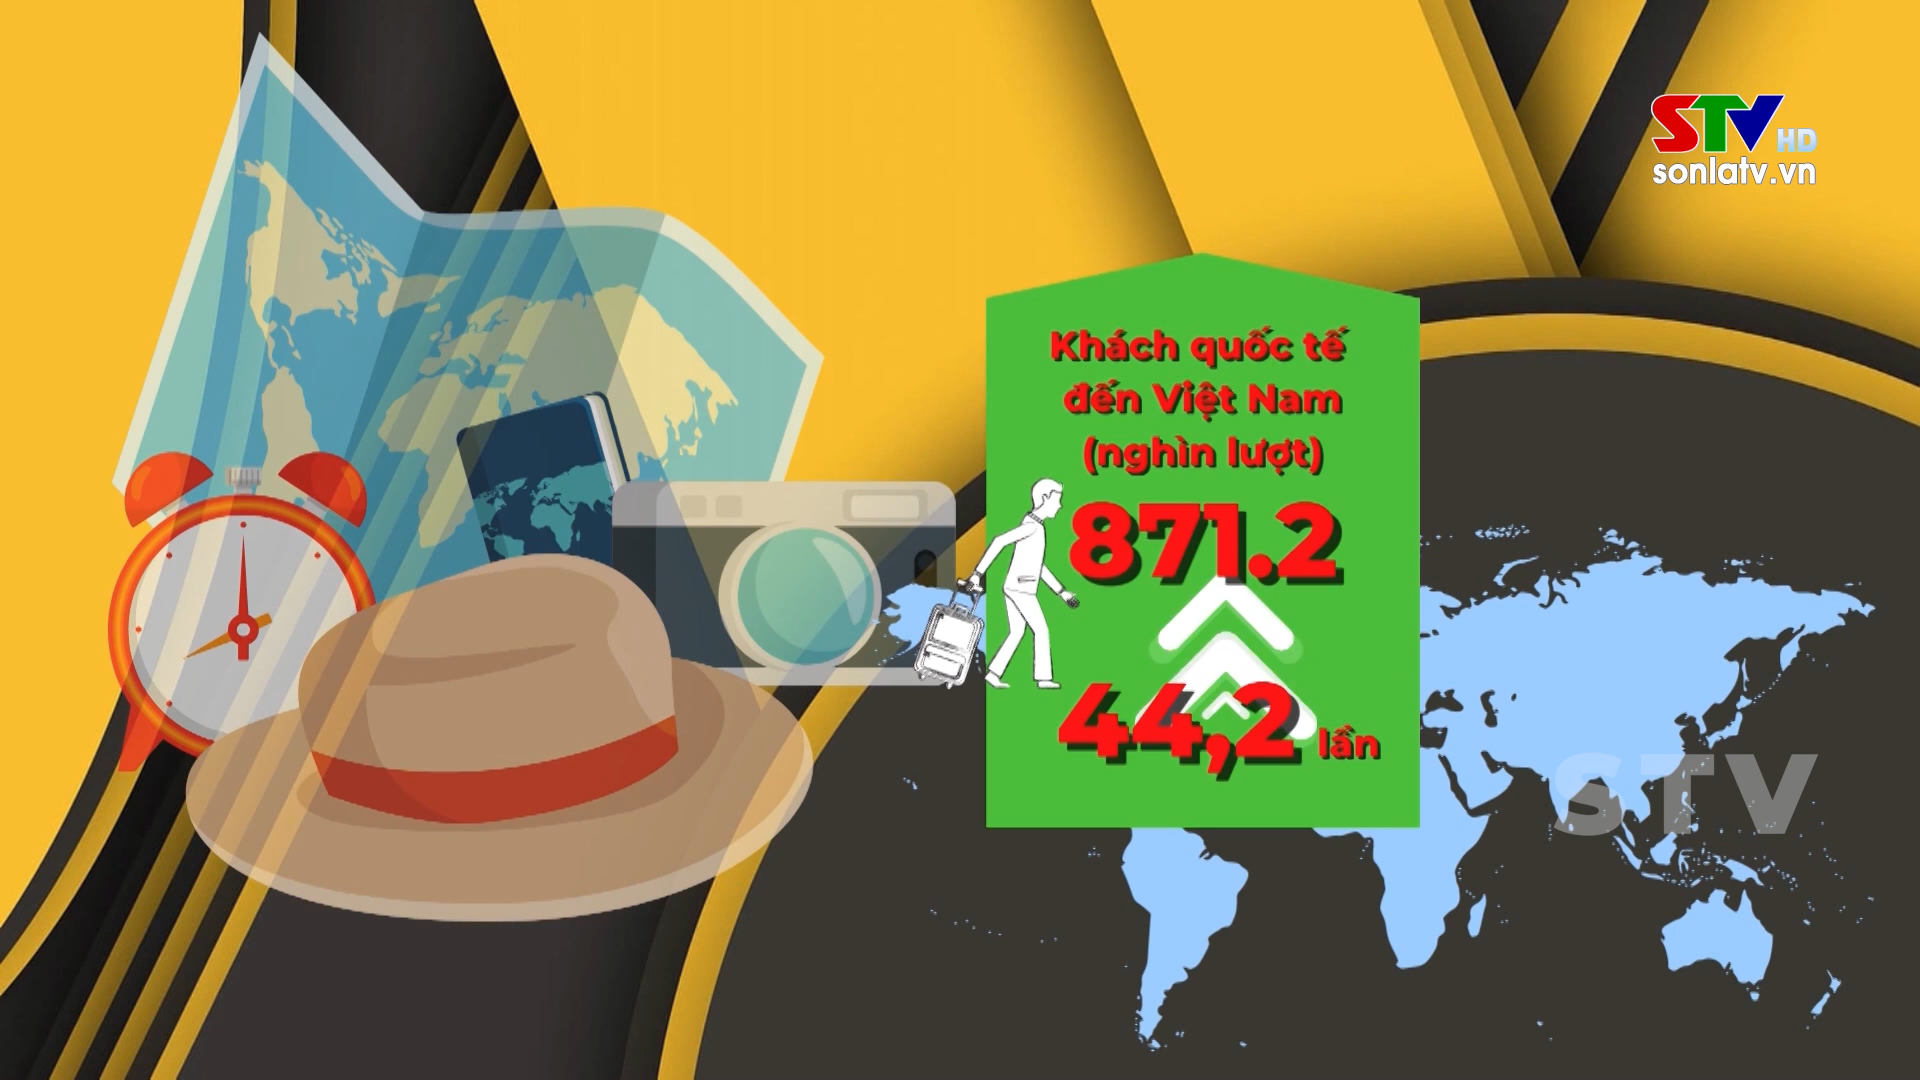 STV HD
sonlatv.vn
Khách quốc tế
đến Việt Nam
(nghìn lượt)
871.2
44,2 lần
STV